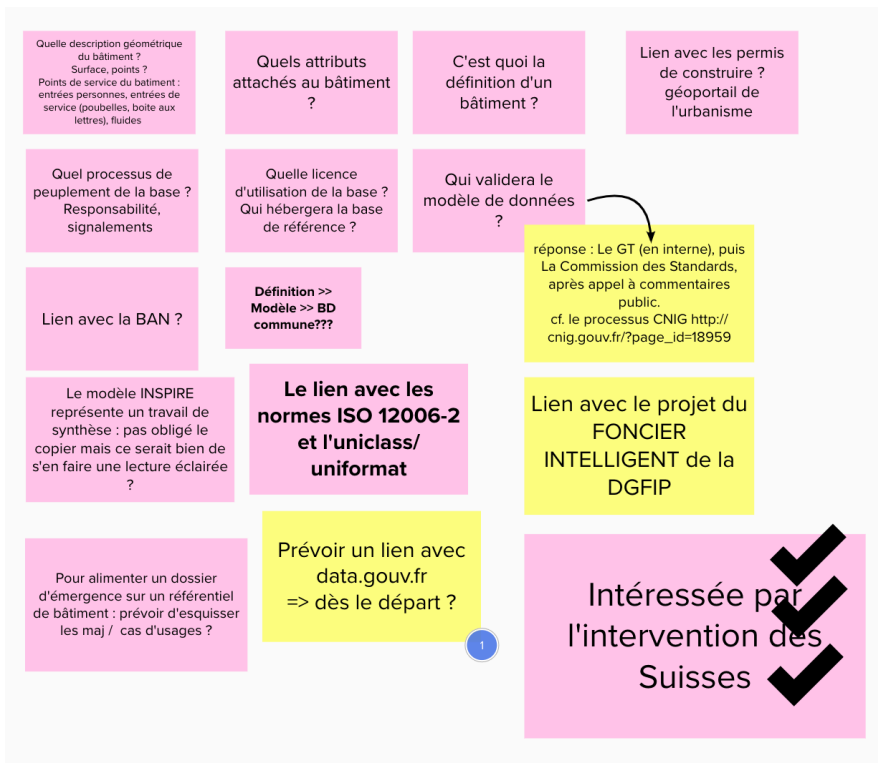 Quelle description géométrique
du bâtiment ?
Surface, points ?
Points de service du batiment :
entrées personnes, entrées de
service (poubelles, boite aux
lettres), fluides
Quels attributs
attachés au bâtiment
?
C'est quoi la
définition d'un
bâtiment ?
Lien avec les permis
de construire ?
géoportail de
l'urbanisme
Quel processus de
peuplement de la base ?
Responsabilité,
signalements
Quelle licence
d'utilisation de la base ?
Qui hébergera la base
de référence ?
Qui validera le
modèle de données
?
réponse : Le GT (en interne), puis
La Commission des Standards,
après appel à commentaires
public.
cf. le processus CNIG http://
cnig.gouv.fr/?page_id=18959
Lien avec la BAN ?
Définition >>
Modèle >> BD
commune???
Le modèle INSPIRE
représente un travail de
synthèse : pas obligé le
copier mais ce serait bien de
s'en faire une lecture éclairée
?
Le lien avec les
normes ISO 12006-2
et l'uniclass/
uniformat
Lien avec le projet du
FONCIER
INTELLIGENT de la
DGFIP
Pour alimenter un dossier
d'émergence sur un référentiel
de bâtiment : prévoir d'esquisser
les maj /  cas d'usages ?
Prévoir un lien avec
data.gouv.fr
=> dès le départ ?
1
Intéressée par
l'intervention des
Suisses